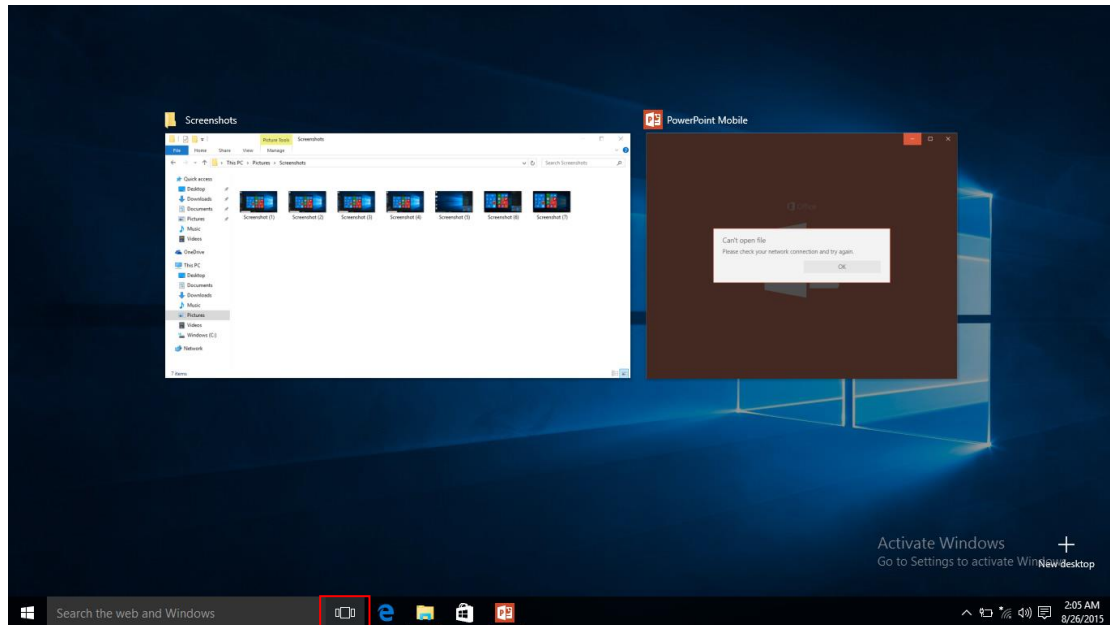 Screenshots
PowerPoint Mobile
Picture Tools Screenshots
File Home Share View Manage
This PC > Pictures > Screenshots
Search Screenshots
Quick access
Desktop
Downloads
Documents
Pictures
Music
Videos
OneDrive
This PC
Desktop
Documents
Downloads
Music
Pictures
Videos
Windows (C:)
Network
Screenshot (1) Screenshot (2) Screenshot (3) Screenshot (4) Screenshot (5) Screenshot (6) Screenshot (7)
7 items
Office
Can't open file
Please check your network connection and try again.
OK
Activate Windows
Go to Settings to activate Windows.
New desktop
Search the web and Windows
2:05 AM
8/26/2015